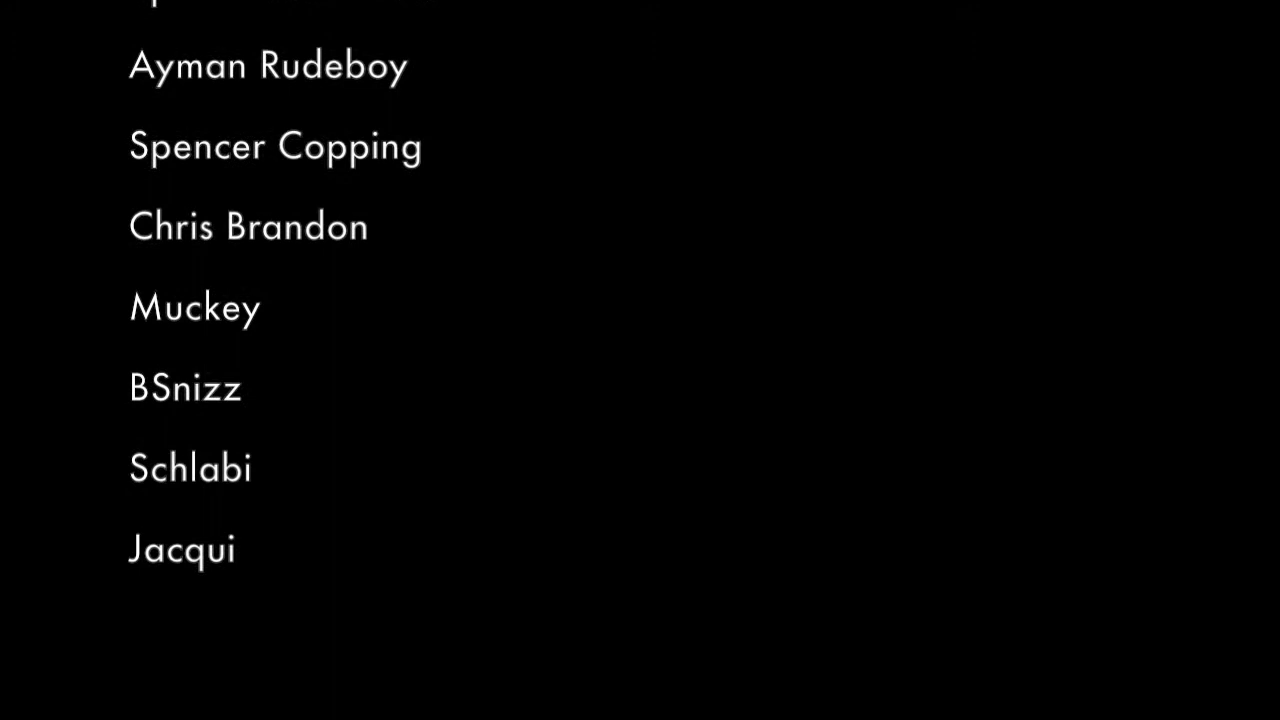 Ayman Rudeboy
Spencer Copping
Chris Brandon
Muckey
BSnizz
Schlabi
Jacqui